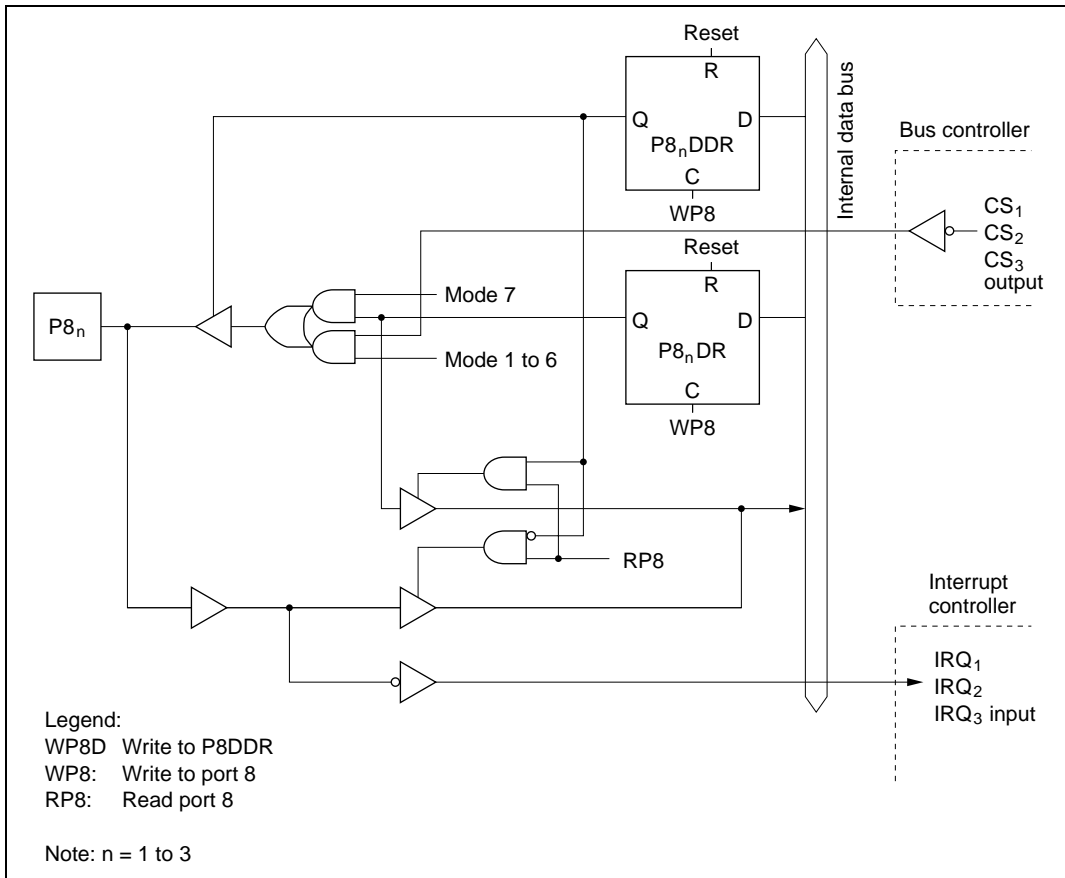 Reset
R
Q
D
P8nDDR
C
WP8
Internal data bus
Bus controller
CS1
CS2
CS3
output
Reset
R
Mode 7
Q
D
P8n
P8nDR
Mode 1 to 6
C
WP8
RP8
Interrupt
controller
IRQ1
IRQ2
IRQ3 input
Legend:
WP8D Write to P8DDR
WP8: Write to port 8
RP8: Read port 8
Note: n = 1 to 3